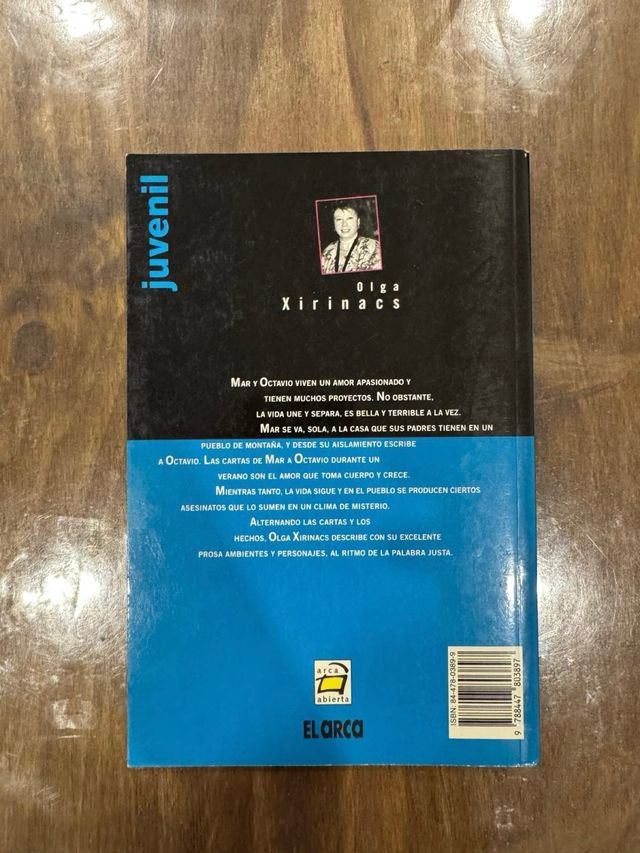 juvenil
Olga
Xirinacs
MAR Y OCTAVIO VIVEN UN AMOR APASIONADO Y
TIENEN MUCHOS PROYECTOS. NO OBSTANTE,
LA VIDA UNE Y SEPARA, ES BELLA Y TERRIBLE A LA VEZ.
MAR SE VA, SOLA, A LA CASA QUE SUS PADRES TIENEN EN UN
PUEBLO DE MONTAÑA, Y DESDE SU AISLAMIENTO ESCRIBE
A OCTAVIO. LAS CARTAS DE MAR A OCTAVIO DURANTE UN
VERANO SON EL AMOR QUE TOMA CUERPO Y CRECE.
MIENTRAS TANTO, LA VIDA SIGUE Y EN EL PUEBLO SE PRODUCEN CIERTOS
ASESINATOS QUE LO SUMEN EN UN CLIMA DE MISTERIO.
ALTERNANDO LAS CARTAS Y LOS
HECHOS, OLGA XIRINACS DESCRIBE CON SU EXCELENTE
PROSA AMBIENTES Y PERSONAJES, AL RITMO DE LA PALABRA JUSTA.
arca
abierta
EL arca
ISBN: 84-478-0389-9
9 788447 803897